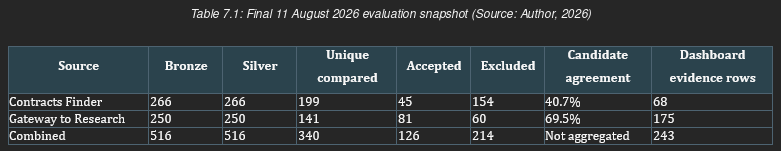 Table 7.1: Final 11 August 2026 evaluation snapshot (Source: Author, 2026)
Source Bronze Silver Unique compared Accepted Excluded Candidate agreement Dashboard evidence rows
Contracts Finder 266 266 199 45 154 40.7% 68
Gateway to Research 250 250 141 81 60 69.5% 175
Combined 516 516 340 126 214 Not aggregated 243